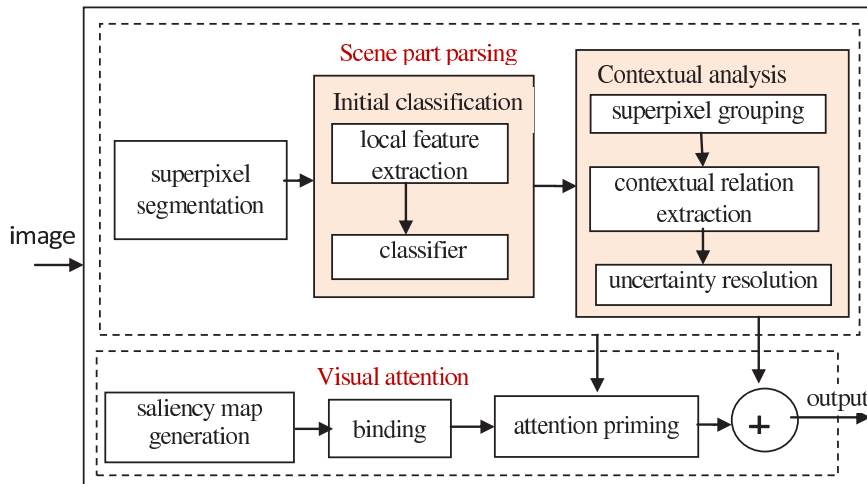 image
Scene part parsing
superpixel
segmentation
Initial classification
local feature
extraction
classifier
Contextual analysis
superpixel grouping
contextual relation
extraction
uncertainty resolution
Visual attention
saliency map
generation
binding
attention priming
+
output